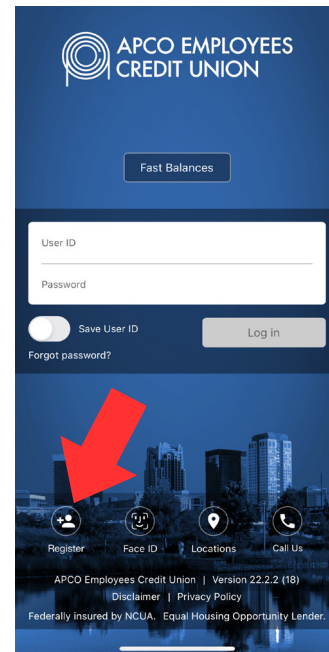 APCO EMPLOYEES
CREDIT UNION
Fast Balances
User ID
Password
Save User ID
Log in
Forgot password?
Register Face ID Locations Call Us
APCO Employees Credit Union | Version 22.2.2 (18)
Disclaimer | Privacy Policy
Federally insured by NCUA. Equal Housing Opportunity Lender.